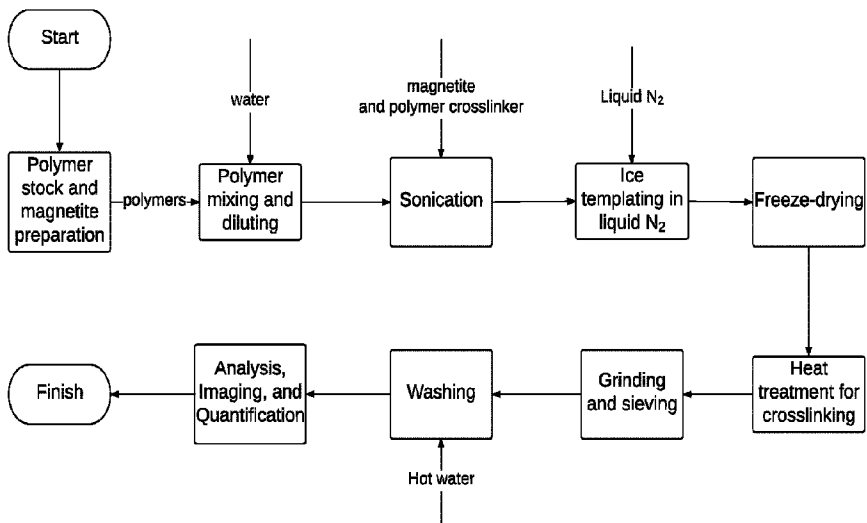 Start
water
magnetite
and polymer crosslinker
Liquid N₂
Polymer
stock and
magnetite
preparation
polymers
Polymer
mixing and
diluting
Sonication
Ice
templating in
liquid N₂
Freeze-drying
Heat
treatment for
crosslinking
Grinding
and sieving
Washing
Hot water
Analysis,
Imaging, and
Quantification
Finish